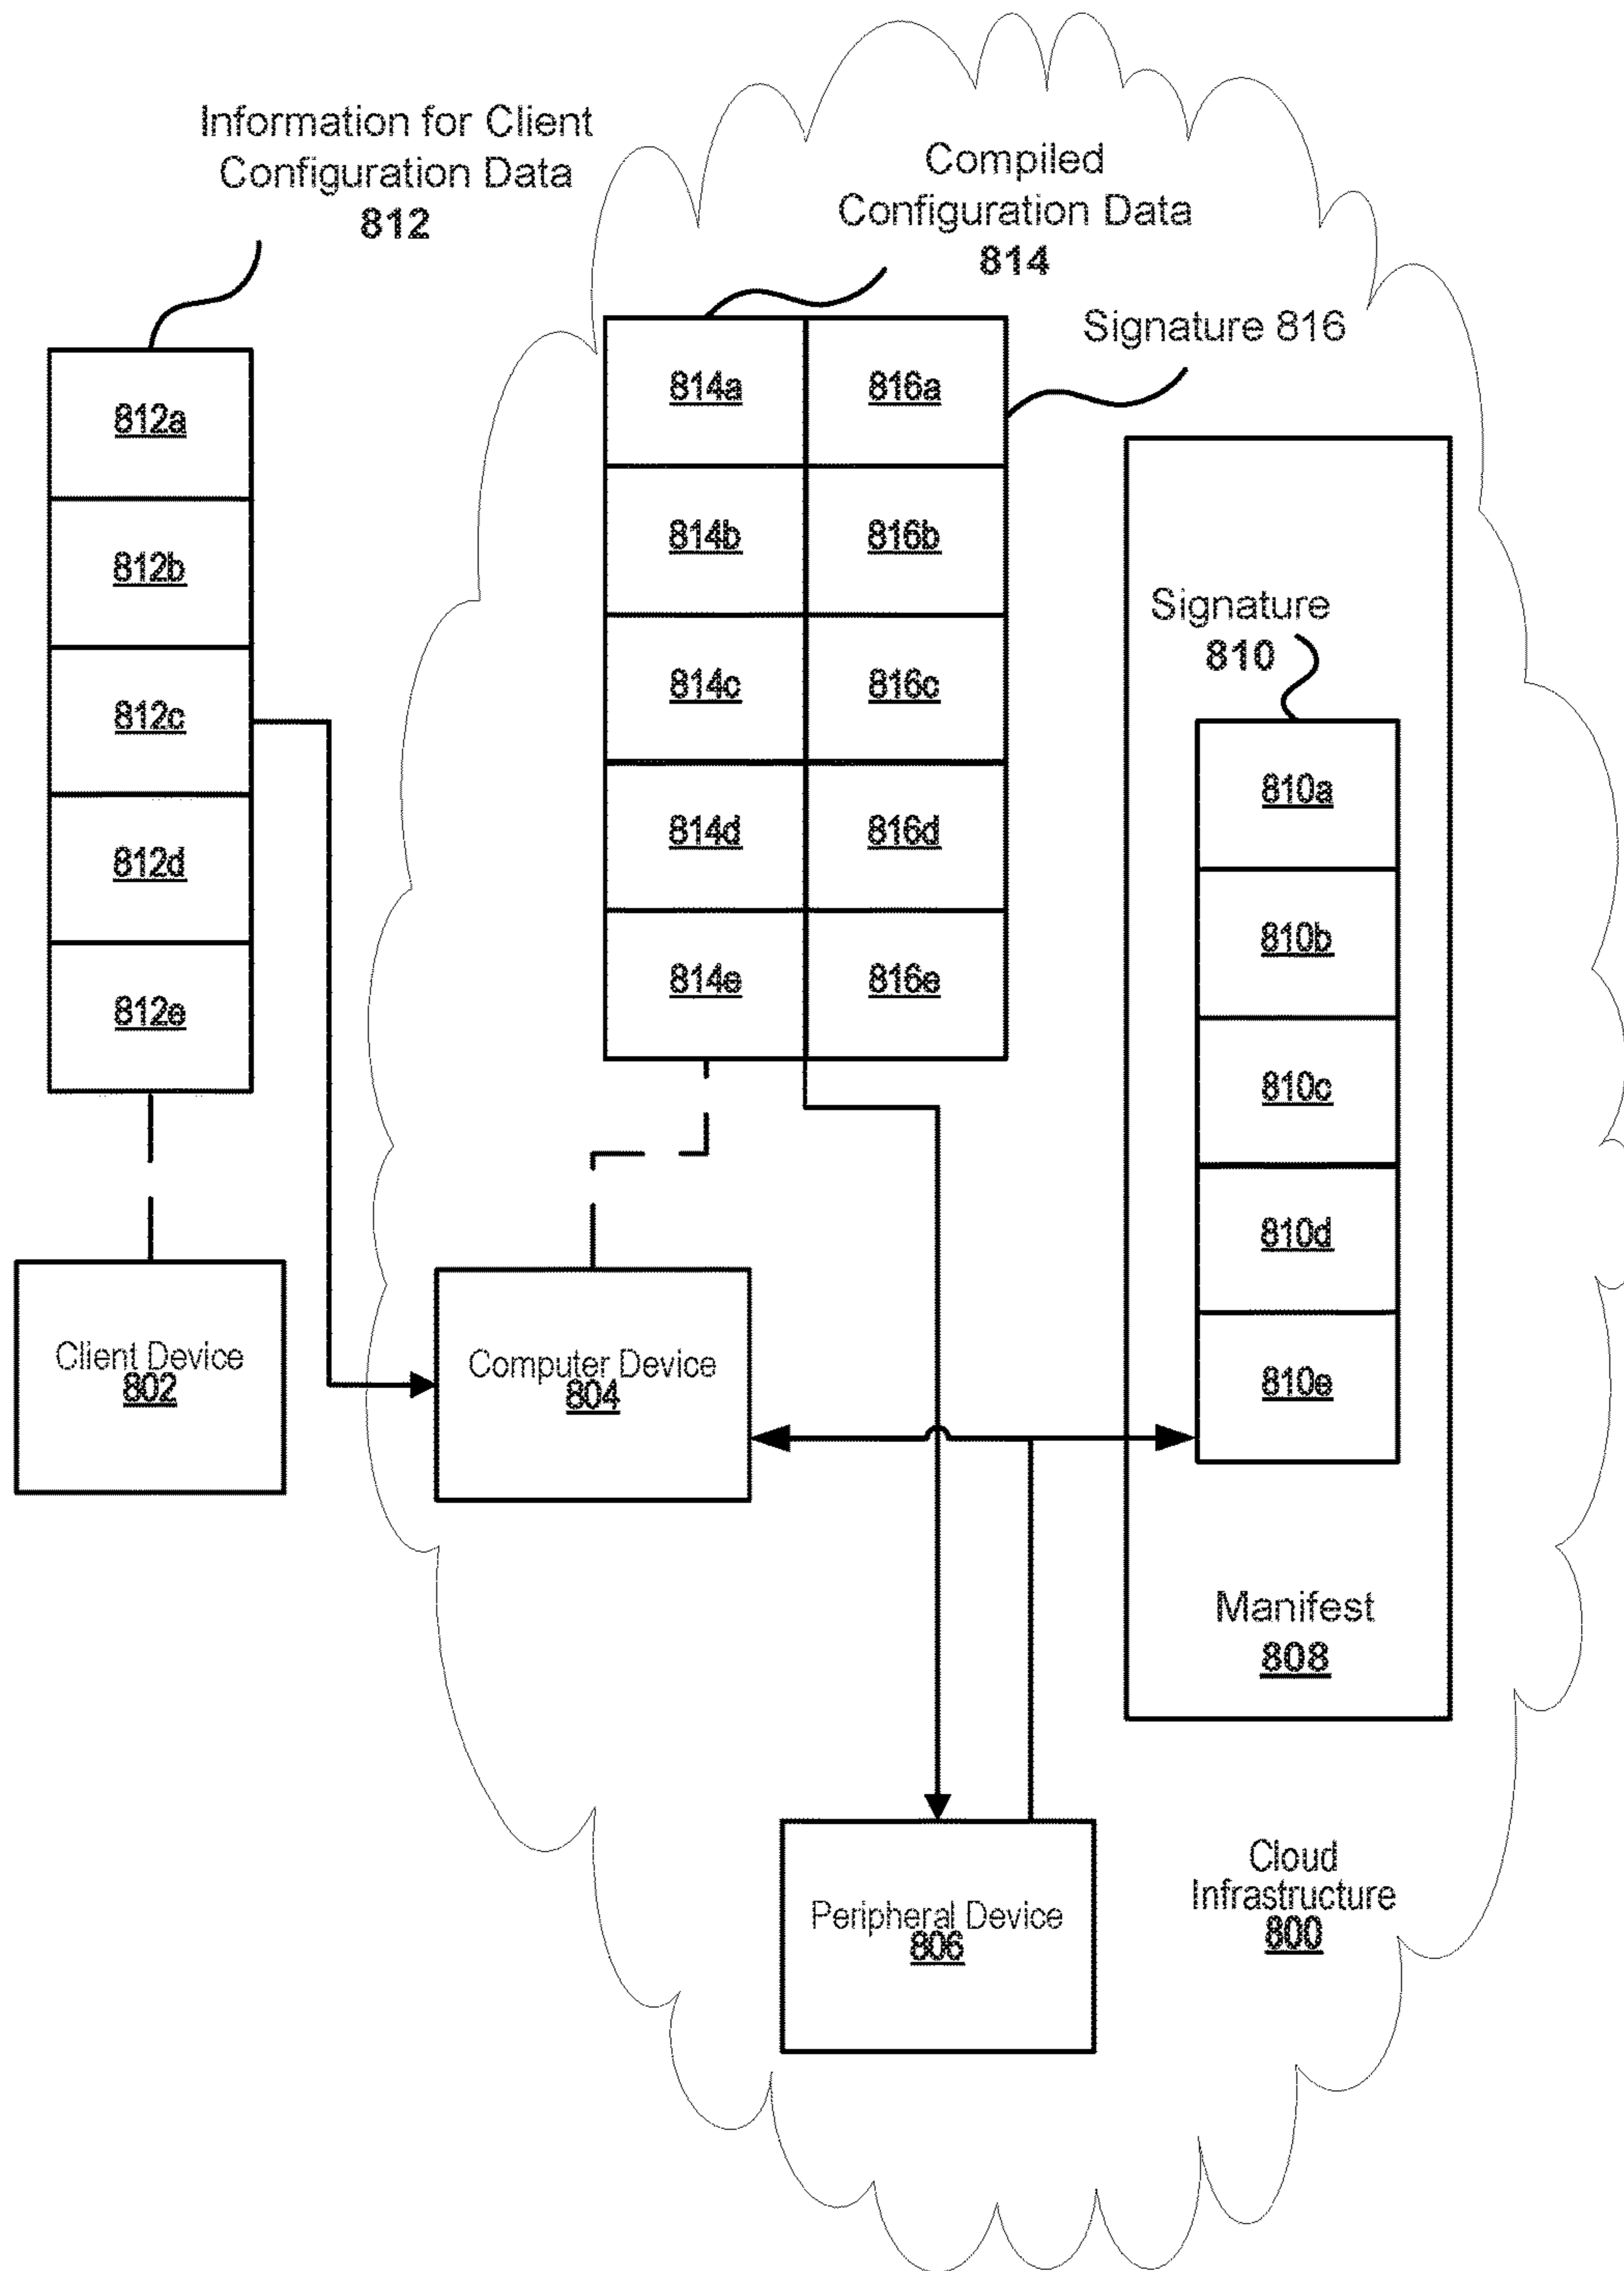 Information for Client
Configuration Data
812
Compiled
Configuration Data
814
Signature 816
812a
812b
812c
812d
812e
814a
816a
814b
816b
814c
816c
814d
816d
814e
816e
Signature
810
810a
810b
810c
810d
810e
Client Device
802
Computer Device
804
Manifest
808
Peripheral Device
806
Cloud
Infrastructure
800